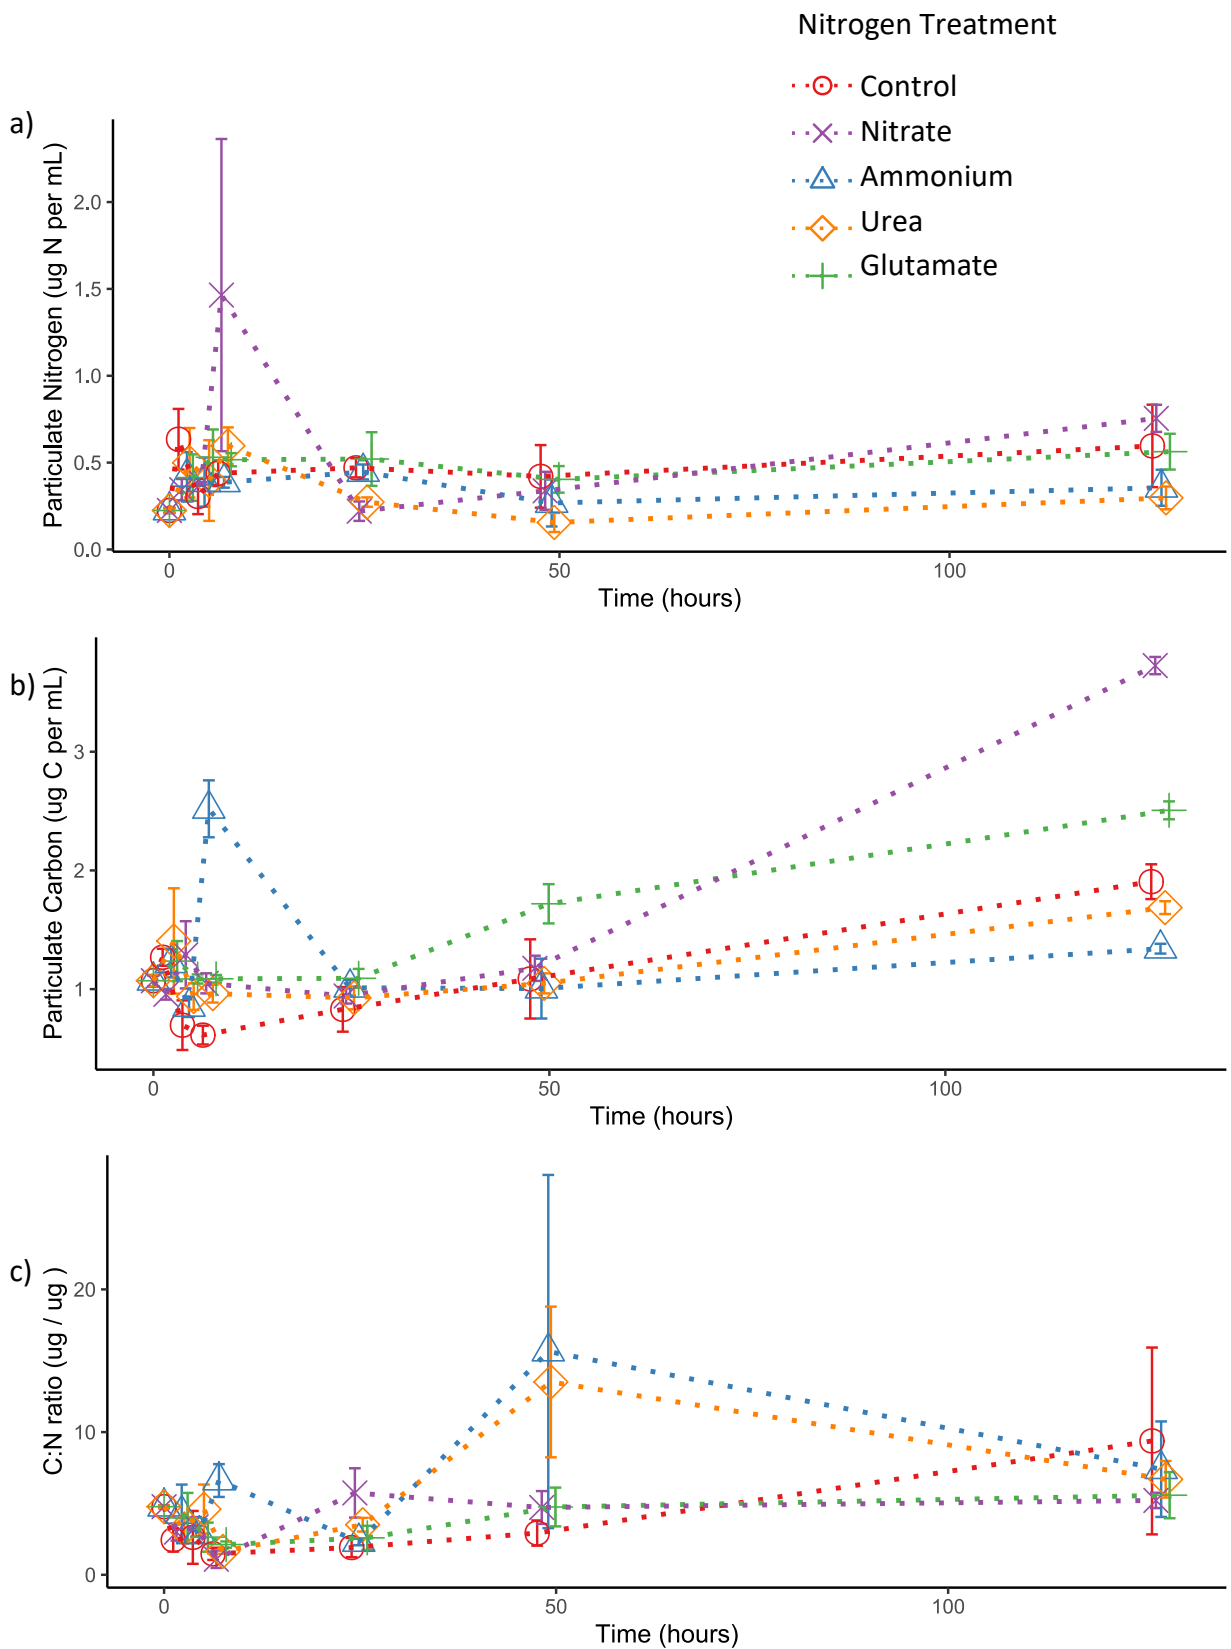 Nitrogen Treatment
Control
Nitrate
Ammonium
Urea
Glutamate
a)
Particulate Nitrogen (ug N per mL)
2.0
1.5
1.0
0.5
0.0
0
50
100
Time (hours)
b)
Particulate Carbon (ug C per mL)
3
2
1
0
50
100
Time (hours)
c)
C:N ratio (ug / ug )
20
10
0
0
50
100
Time (hours)